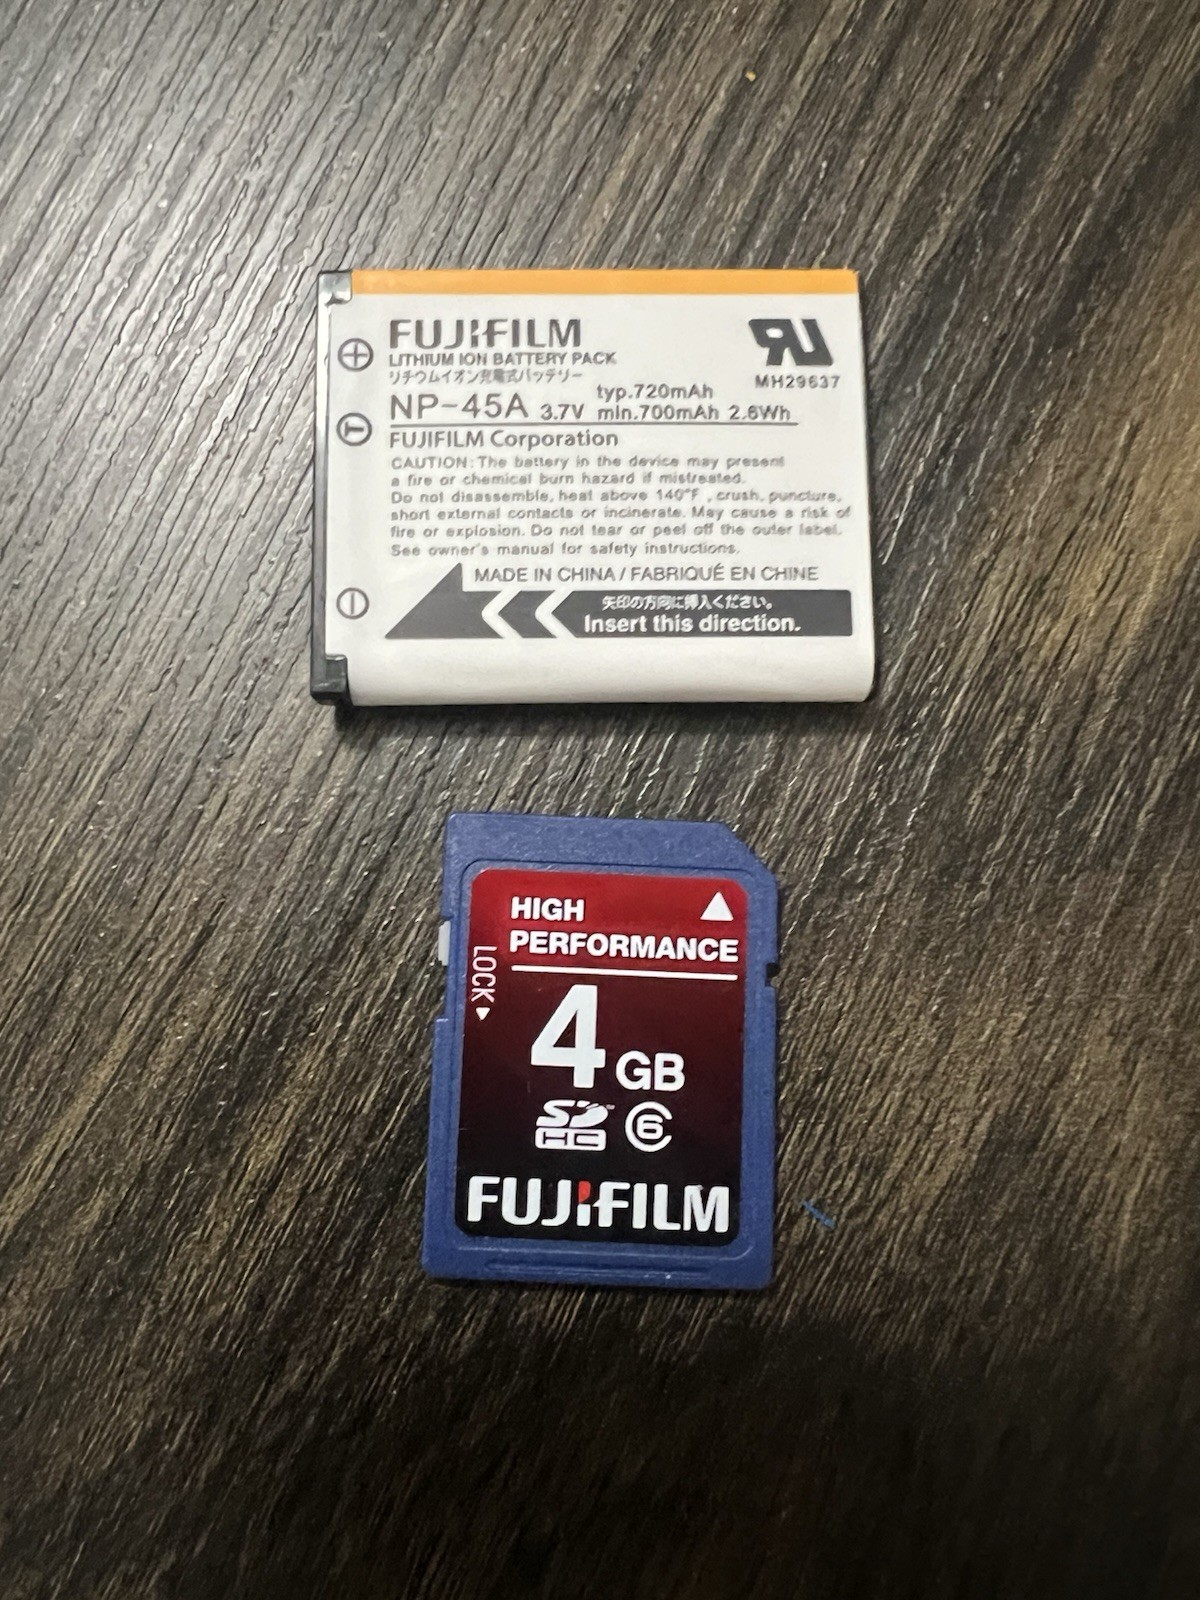 FUJIFILM
LITHIUM ION BATTERY PACK
リチウムイオン充電式バッテリー
NP-45A 3.7V typ.720mAh min.700mAh 2.6Wh
MH29637
FUJIFILM Corporation
CAUTION: The battery in the device may present
a fire or chemical burn hazard if mistreated.
Do not disassemble, heat above 140°F, crush, puncture,
short external contacts or incinerate. May cause a risk of
fire or explosion. Do not tear or peel off the outer label.
See owner's manual for safety instructions.
MADE IN CHINA / FABRIQUÉ EN CHINE
矢印の方向に挿入ください。
Insert this direction.
HIGH
PERFORMANCE
LOCK
4 GB
SD HC 6
FUJIFILM